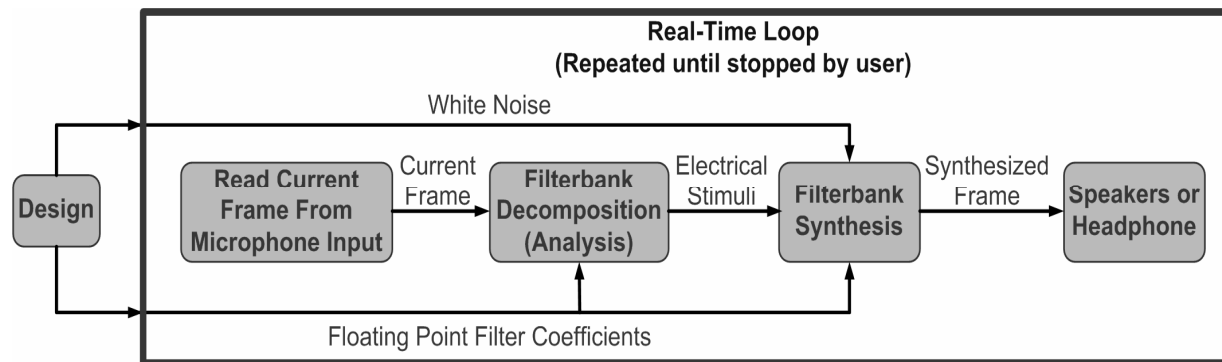 Real-Time Loop
(Repeated until stopped by user)
White Noise
Design
Read Current
Frame From
Microphone Input
Current
Frame
Filterbank
Decomposition
(Analysis)
Electrical
Stimuli
Filterbank
Synthesis
Synthesized
Frame
Speakers or
Headphone
Floating Point Filter Coefficients